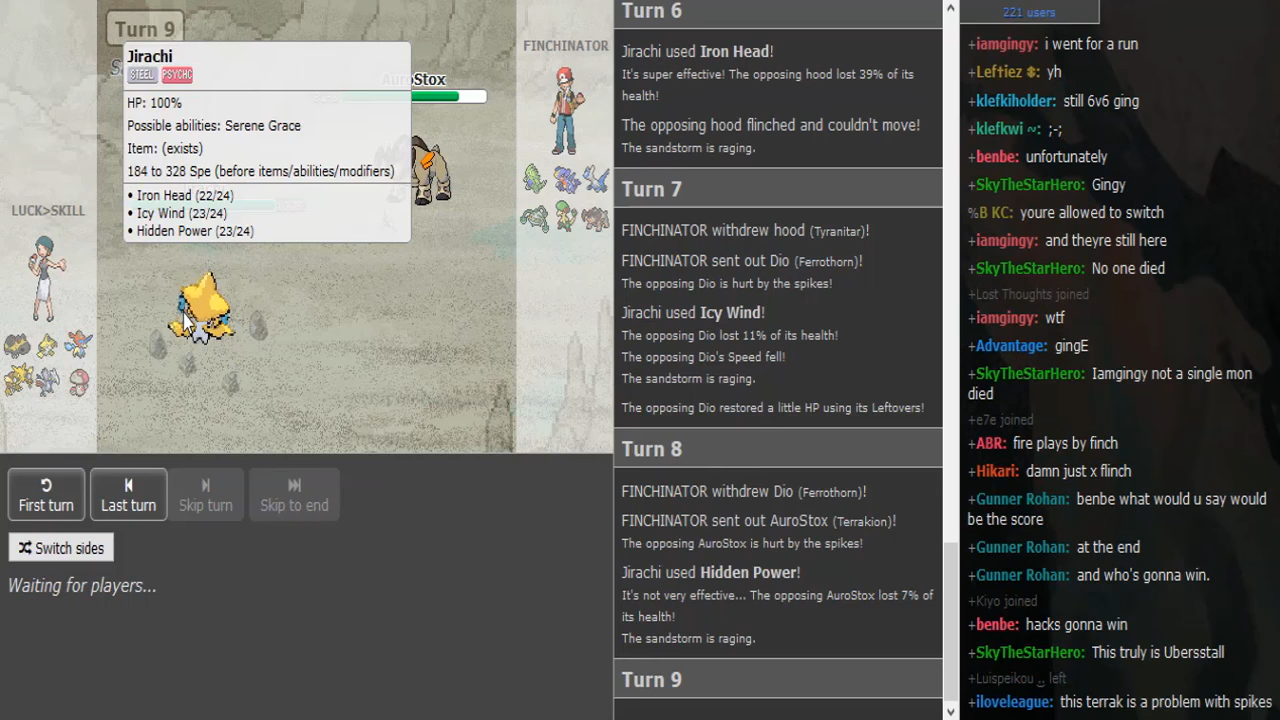 Turn 9
Jirachi
STEEL PSYCHC
HP: 100%
Possible abilities: Serene Grace
Item: (exists)
184 to 328 Spe (before items/abilities/modifiers)
• Iron Head (22/24)
• Icy Wind (23/24)
• Hidden Power (23/24)
AuroStox
LUCK>SKILL
FINCHINATOR
First turn
Last turn
Skip turn
Skip to end
Switch sides
Waiting for players...
Turn 6
Jirachi used Iron Head!
It's super effective! The opposing hood lost 39% of its
health!
The opposing hood flinched and couldn't move!
The sandstorm is raging.
Turn 7
FINCHINATOR withdrew hood (Tyranitar)!
FINCHINATOR sent out Dio (Ferrothorn)!
The opposing Dio is hurt by the spikes!
Jirachi used Icy Wind!
The opposing Dio lost 11% of its health!
The opposing Dio's Speed fell!
The sandstorm is raging.
The opposing Dio restored a little HP using its Leftovers!
Turn 8
FINCHINATOR withdrew Dio (Ferrothorn)!
FINCHINATOR sent out AuroStox (Terrakion)!
The opposing AuroStox is hurt by the spikes!
Jirachi used Hidden Power!
It's not very effective... The opposing AuroStox lost 7% of
its health!
The sandstorm is raging.
Turn 9
221 users
+iamgingy: i went for a run
+Leftiez: yh
+klefkiholder: still 6v6 ging
+klefkwi ~: ;-;
+benbe: unfortunately
+SkyTheStarHero: Gingy
%B KC: youre allowed to switch
+iamgingy: and theyre still here
+SkyTheStarHero: No one died
+Lost Thoughts joined
+iamgingy: wtf
+Advantage: gingE
+SkyTheStarHero: Iamgingy not a single mon
died
+e7e joined
+ABR: fire plays by finch
+Hikari: damn just x flinch
+Gunner Rohan: benbe what would u say would
be the score
+Gunner Rohan: at the end
+Gunner Rohan: and who's gonna win.
+Kiyo joined
+benbe: hacks gonna win
+SkyTheStarHero: This truly is Ubersstall
+Luispeikou ‿ left
+iloveleague: this terrak is a problem with spikes